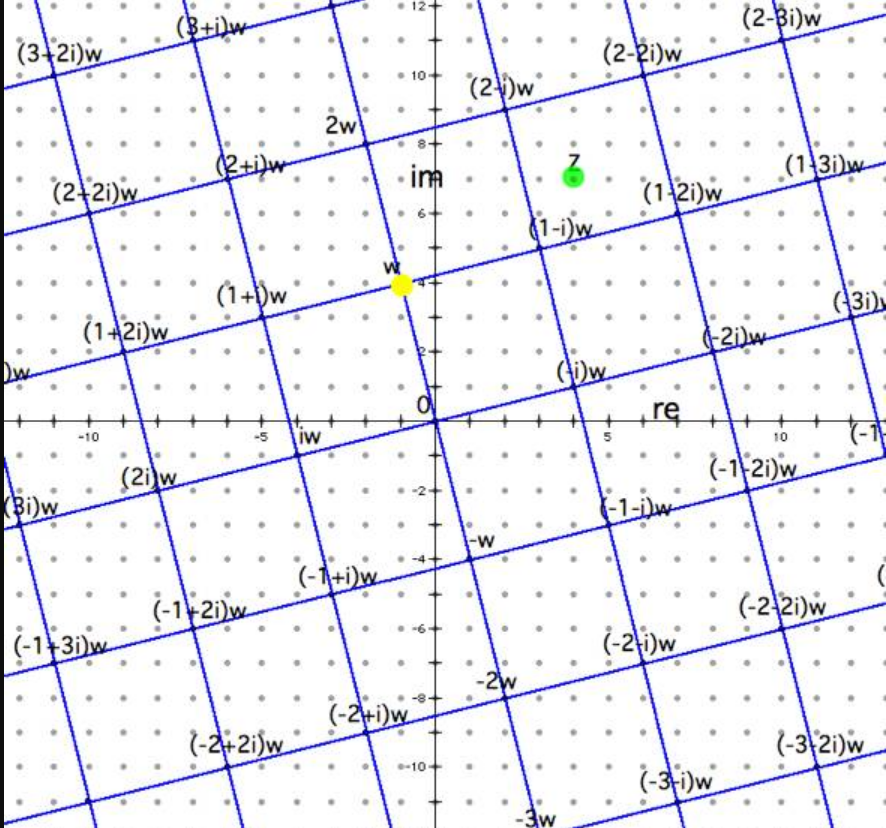 12
(2-3i)w
(3+i)w
(3+2i)w
10
(2-2i)w
(2-i)w
2w
8
z
(2+i)w
im
(1-3i)w
(2+2i)w
6
(1-2i)w
(1-i)w
w
4
(1+i)w
(-3i)w
(1+2i)w
2
(-2i)w
)w
(-i)w
0
re
-10
-5
iw
5
10
(-1-
(2i)w
-2
(-1-2i)w
(3i)w
(-1-i)w
-w
-4
(-1+i)w
(
(-1+2i)w
-6
(-2-2i)w
(-1+3i)w
(-2-i)w
-2w
-8
(-2+i)w
(-2+2i)w
(-3-2i)w
-10
(-3-i)w
-3w